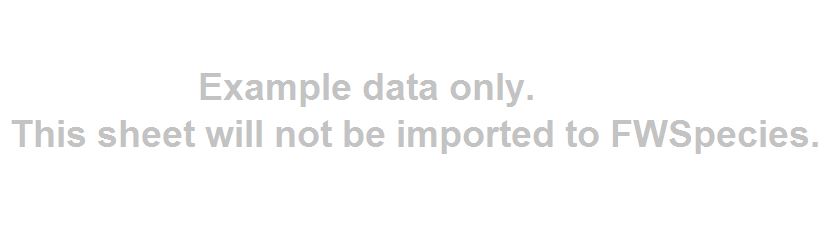 Example data only.
This sheet will not be imported to FWSpecies.